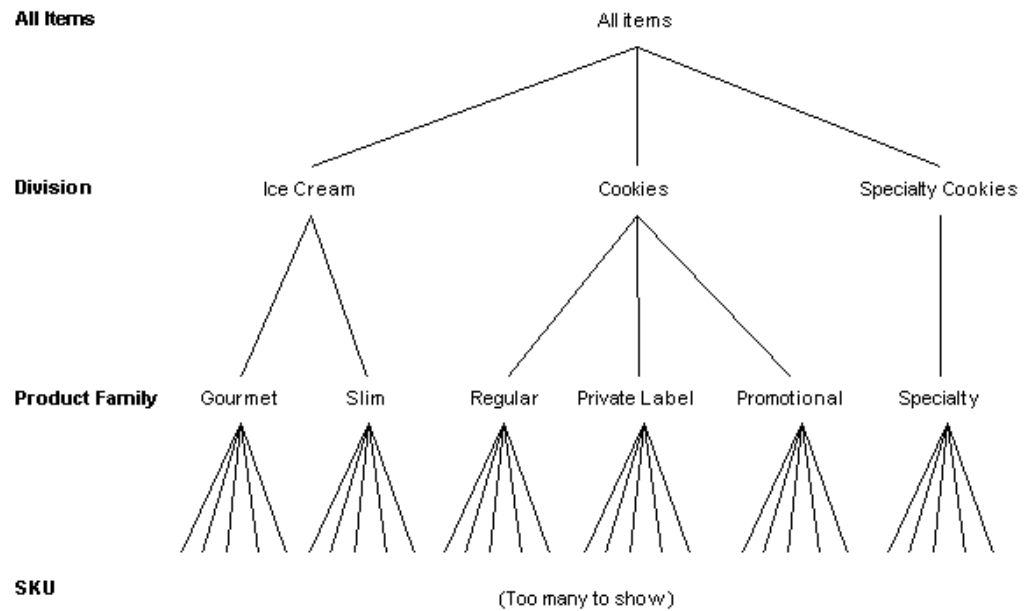 All Items
All items
Division
Ice Cream
Cookies
Specialty Cookies
Product Family
Gourmet
Slim
Regular
Private Label
Promotional
Specialty
SKU
(Too many to show)